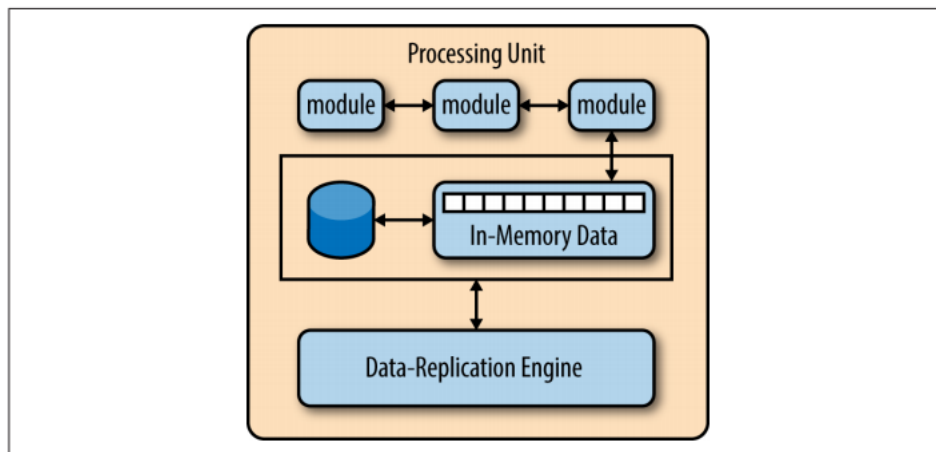 Processing Unit
module module module
In-Memory Data
Data-Replication Engine